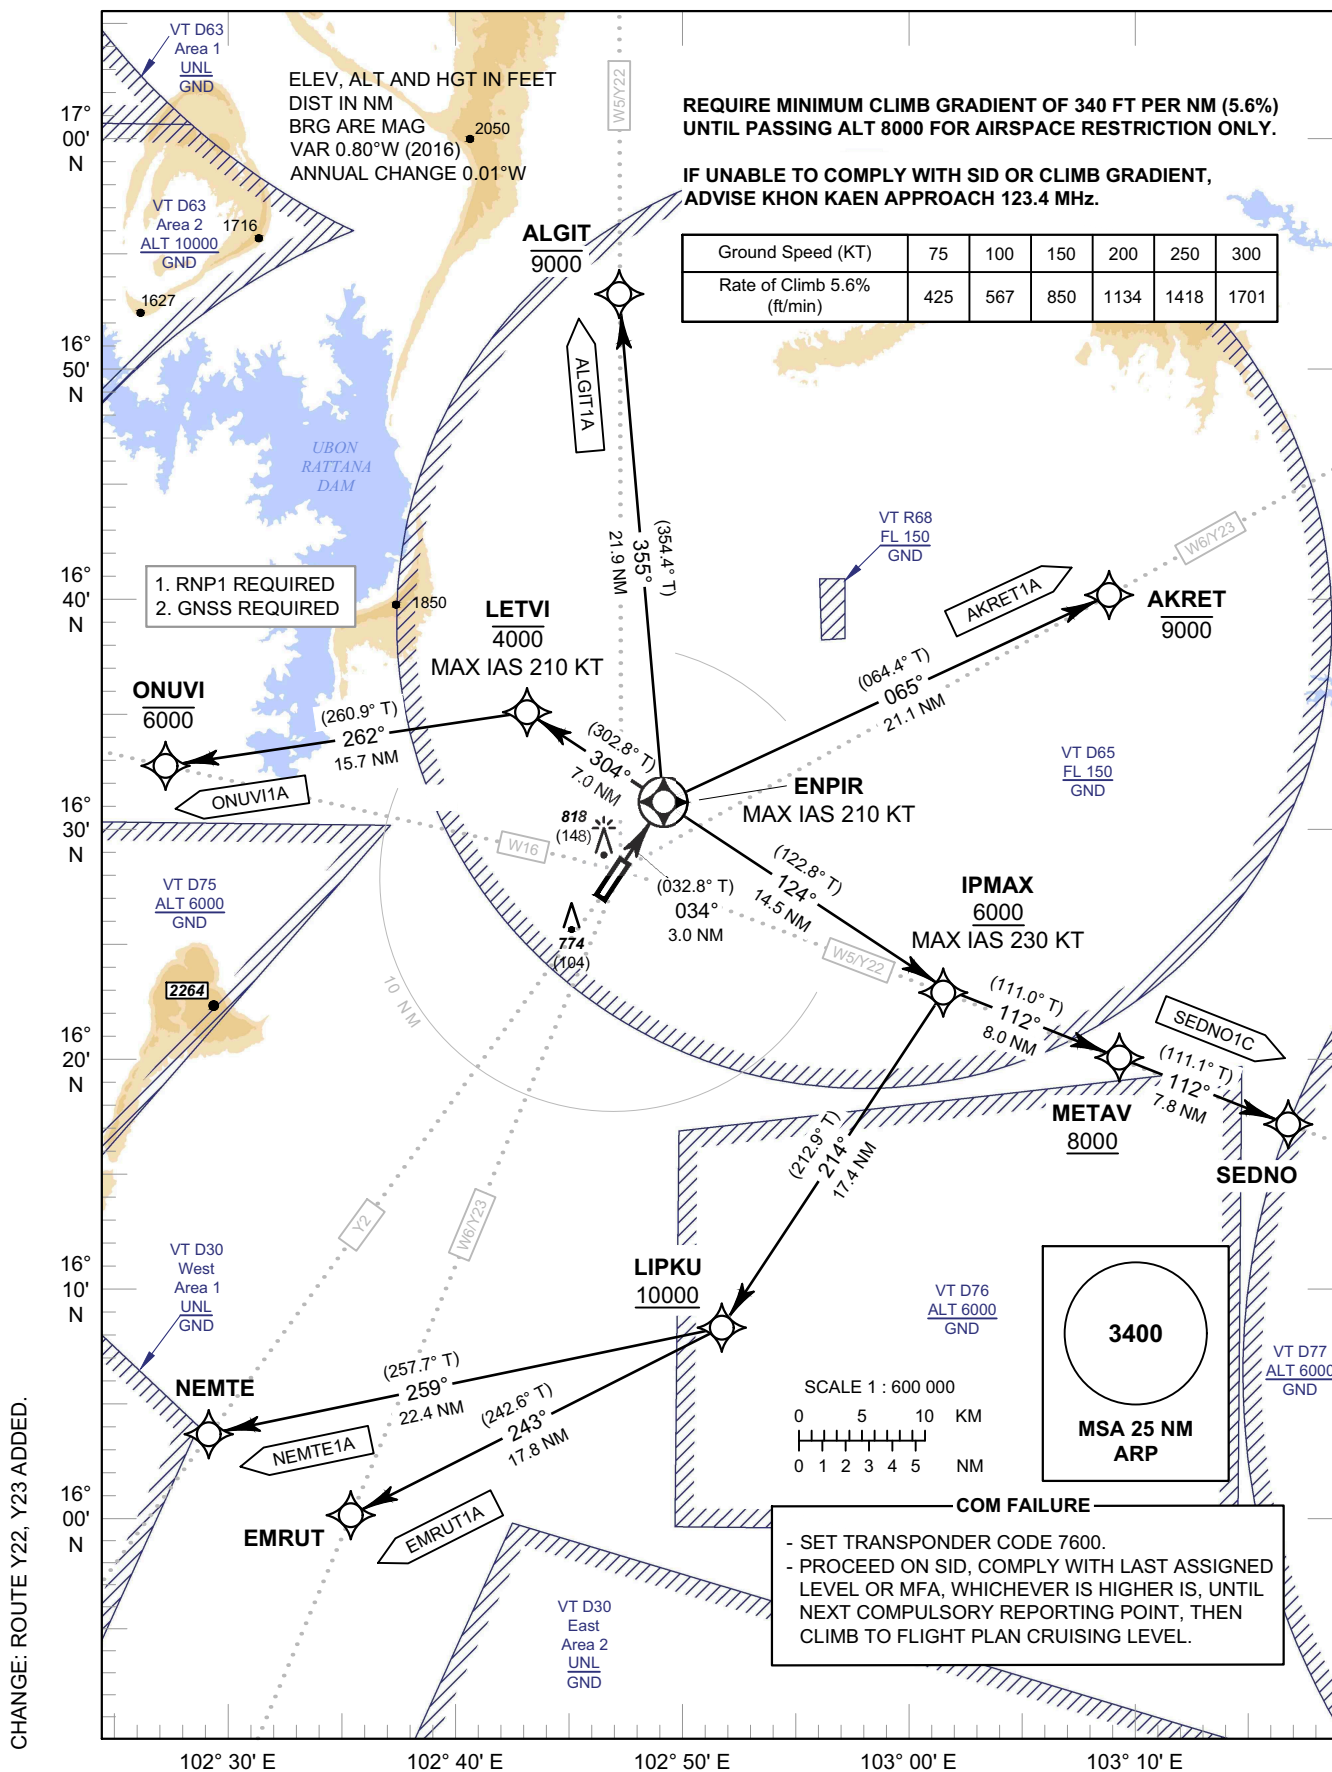 VT D63
Area 1
UNL
GND
ELEV, ALT AND HGT IN FEET
DIST IN NM
BRG ARE MAG
VAR 0.80°W (2016)
ANNUAL CHANGE 0.01°W
2050
W5/Y22
REQUIRE MINIMUM CLIMB GRADIENT OF 340 FT PER NM (5.6%)
UNTIL PASSING ALT 8000 FOR AIRSPACE RESTRICTION ONLY.
IF UNABLE TO COMPLY WITH SID OR CLIMB GRADIENT,
ADVISE KHON KAEN APPROACH 123.4 MHz.
17°
00'
N
VT D63
Area 2
ALT 10000
GND
1716
1627
ALGIT
9000
Ground Speed (KT) 75 100 150 200 250 300
Rate of Climb 5.6%
(ft/min) 425 567 850 1134 1418 1701
16°
50'
N
ALGIT1A
UBON
RATTANA
DAM
(354.4° T)
355°
21.9 NM
VT R68
FL 150
GND
W6/Y23
16°
40'
N
1. RNP1 REQUIRED
2. GNSS REQUIRED
1850
LETVI
4000
MAX IAS 210 KT
AKRET1A
AKRET
9000
ONUVI
6000
(260.9° T)
262°
15.7 NM
(302.8° T)
304°
7.0 NM
(064.4° T)
065°
21.1 NM
VT D65
FL 150
GND
ONUVI1A
ENPIR
MAX IAS 210 KT
16°
30'
N
818
(148)
W16
(032.8° T)
034°
3.0 NM
(122.8° T)
124°
14.5 NM
IPMAX
6000
MAX IAS 230 KT
VT D75
ALT 6000
GND
774
(104)
W5/Y22
2264
10 NM
(111.0° T)
112°
8.0 NM
SEDNO1C
16°
20'
N
(111.1° T)
112°
7.8 NM
METAV
8000
SEDNO
(212.9° T)
214°
17.4 NM
Y2
W6/Y23
VT D30
West
Area 1
UNL
GND
16°
10'
N
LIPKU
10000
VT D76
ALT 6000
GND
3400
MSA 25 NM
ARP
VT D77
ALT 6000
GND
NEMTE
(257.7° T)
259°
22.4 NM
(242.6° T)
243°
17.8 NM
NEMTE1A
SCALE 1 : 600 000
0 5 10 KM
0 1 2 3 4 5 NM
16°
00'
N
EMRUT
EMRUT1A
COM FAILURE
- SET TRANSPONDER CODE 7600.
- PROCEED ON SID, COMPLY WITH LAST ASSIGNED
LEVEL OR MFA, WHICHEVER IS HIGHER IS, UNTIL
NEXT COMPULSORY REPORTING POINT, THEN
CLIMB TO FLIGHT PLAN CRUISING LEVEL.
VT D30
East
Area 2
UNL
GND
CHANGE: ROUTE Y22, Y23 ADDED.
102° 30' E 102° 40' E 102° 50' E 103° 00' E 103° 10' E